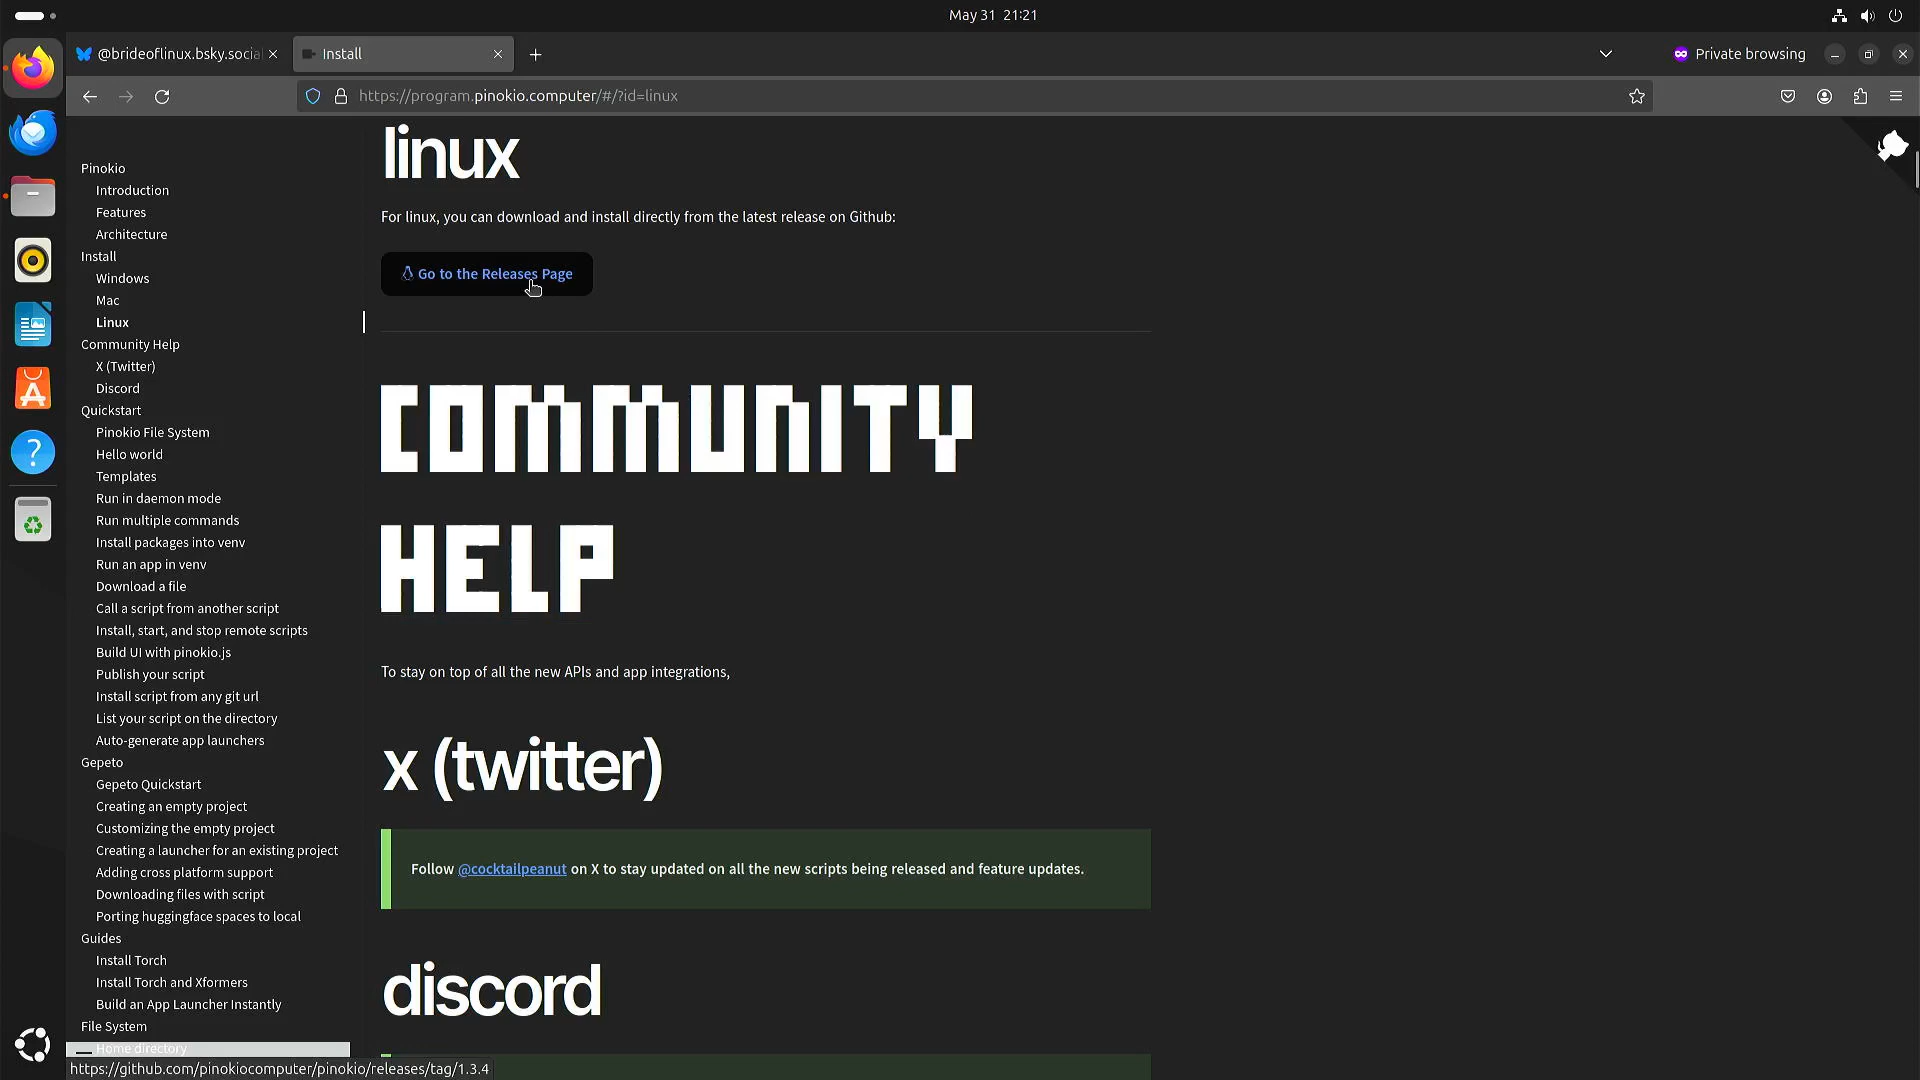 May 31 21:21
@brideoflinux.bsky.socia
Install
Private browsing
https://program.pinokio.computer/#/?id=linux
Pinokio
Introduction
Features
Architecture
Install
Windows
Mac
Linux
Community Help
X (Twitter)
Discord
Quickstart
Pinokio File System
Hello world
Templates
Run in daemon mode
Run multiple commands
Install packages into venv
Run an app in venv
Download a file
Call a script from another script
Install, start, and stop remote scripts
Build UI with pinokio.js
Publish your script
Install script from any git url
List your script on the directory
Auto-generate app launchers
Gepeto
Gepeto Quickstart
Creating an empty project
Customizing the empty project
Creating a launcher for an existing project
Adding cross platform support
Downloading files with script
Porting huggingface spaces to local
Guides
Install Torch
Install Torch and Xformers
Build an App Launcher Instantly
File System
Home directory
linux
For linux, you can download and install directly from the latest release on Github:
Go to the Releases Page
COMMUNITY
HELP
To stay on top of all the new APIs and app integrations,
x (twitter)
Follow @cocktailpeanut on X to stay updated on all the new scripts being released and feature updates.
discord
https://github.com/pinokiocomputer/pinokio/releases/tag/1.3.4